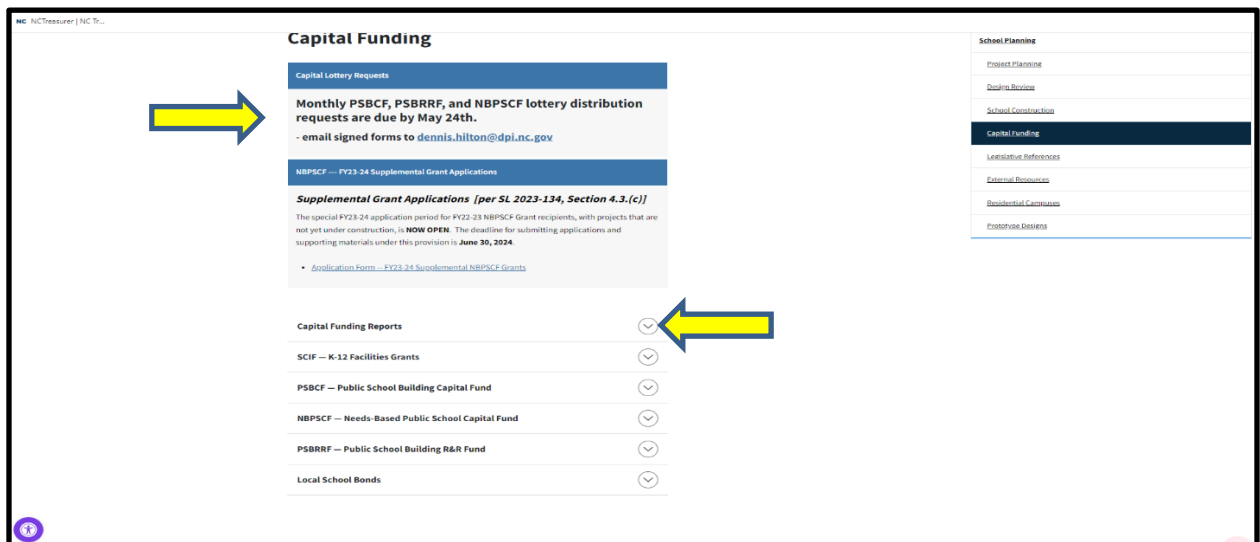 NC NCTreasurer | NC Tr...
Capital Funding
Capital Lottery Requests
Monthly PSBCF, PSBRRF, and NBPSCF lottery distribution
requests are due by May 24th.
- email signed forms to dennis.hilton@dpi.nc.gov
NBPSCF — FY23-24 Supplemental Grant Applications
Supplemental Grant Applications [per SL 2023-134, Section 4.3.(c)]
The special FY23-24 application period for FY22-23 NBPSCF Grant recipients, with projects that are
not yet under construction, is NOW OPEN. The deadline for submitting applications and
supporting materials under this provision is June 30, 2024.
• Application Form -- FY23-24 Supplemental NBPSCF Grants
Capital Funding Reports
SCIF — K-12 Facilities Grants
PSBCF — Public School Building Capital Fund
NBPSCF — Needs-Based Public School Capital Fund
PSBRRF — Public School Building R&R Fund
Local School Bonds
School Planning
Project Planning
Design Review
School Construction
Capital Funding
Legislative References
External Resources
Residential Campuses
Prototype Designs